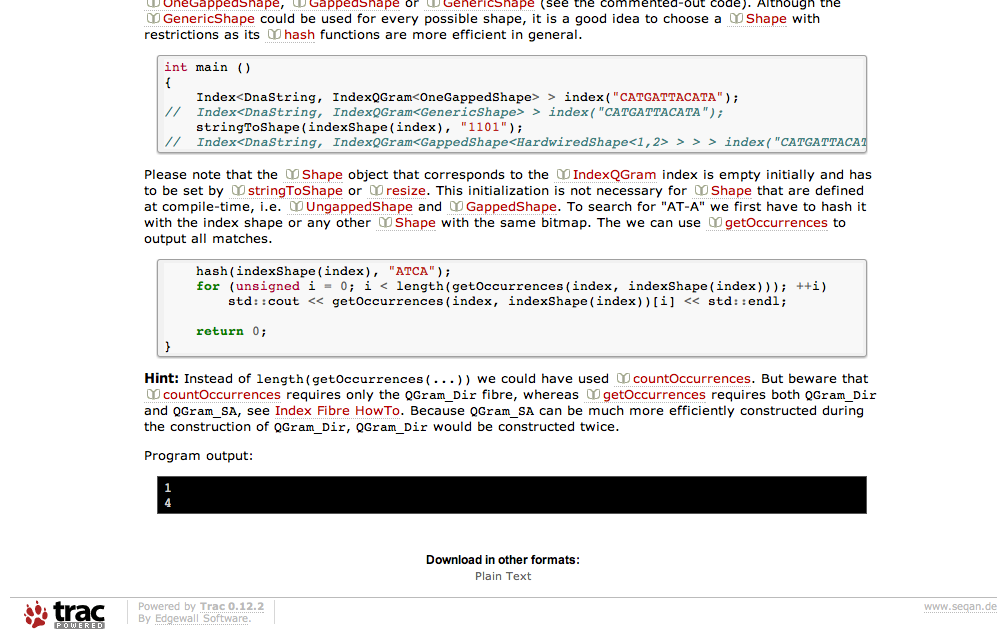 OneGappedShape, GappedShape or GenericShape (see the commented-out code). Although the
GenericShape could be used for every possible shape, it is a good idea to choose a Shape with
restrictions as its hash functions are more efficient in general.
int main ()
{
    Index<DnaString, IndexQGram<OneGappedShape> > index("CATGATTACATA");
//  Index<DnaString, IndexQGram<GenericShape> > index("CATGATTACATA");
    stringToShape(indexShape(index), "1101");
//  Index<DnaString, IndexQGram<GappedShape<HardwiredShape<1,2> > > > index("CATGATTACAT
Please note that the Shape object that corresponds to the IndexQGram index is empty initially and has
to be set by stringToShape or resize. This initialization is not necessary for Shape that are defined
at compile-time, i.e. UngappedShape and GappedShape. To search for "AT-A" we first have to hash it
with the index shape or any other Shape with the same bitmap. The we can use getOccurrences to
output all matches.
    hash(indexShape(index), "ATCA");
    for (unsigned i = 0; i < length(getOccurrences(index, indexShape(index))); ++i)
        std::cout << getOccurrences(index, indexShape(index))[i] << std::endl;
    return 0;
}
Hint: Instead of length(getOccurrences(...)) we could have used countOccurrences. But beware that
countOccurrences requires only the QGram_Dir fibre, whereas getOccurrences requires both QGram_Dir
and QGram_SA, see Index Fibre HowTo. Because QGram_SA can be much more efficiently constructed during
the construction of QGram_Dir, QGram_Dir would be constructed twice.
Program output:
1
4
Download in other formats:
Plain Text
trac
POWERED
Powered by Trac 0.12.2
By Edgewall Software.
www.seqan.de